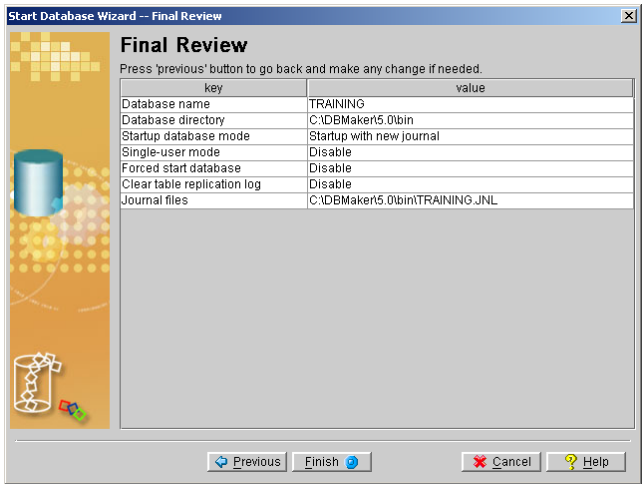 Start Database Wizard -- Final Review
Final Review
Press 'previous' button to go back and make any change if needed.
key value
Database name TRAINING
Database directory C:\DBMaker\5.0\bin
Startup database mode Startup with new journal
Single-user mode Disable
Forced start database Disable
Clear table replication log Disable
Journal files C:\DBMaker\5.0\bin\TRAINING.JNL
Previous Finish Cancel Help